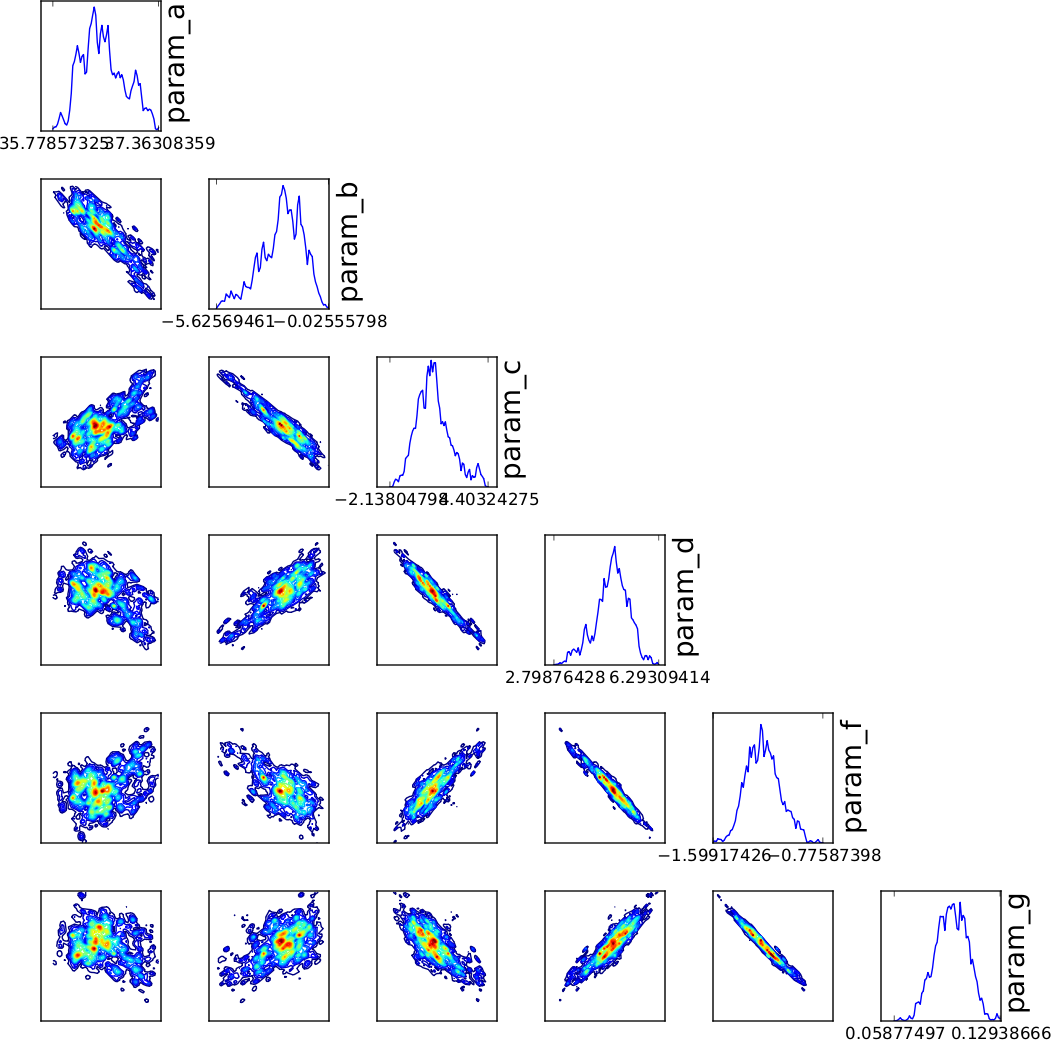 param_a
35.77857325 37.36308359
param_b
−5.62569461 −0.02555798
param_c
−2.13804798 4.40324275
param_d
2.79876428 6.29309414
param_f
−1.59917426 −0.77587398
param_g
0.05877497 0.12938666